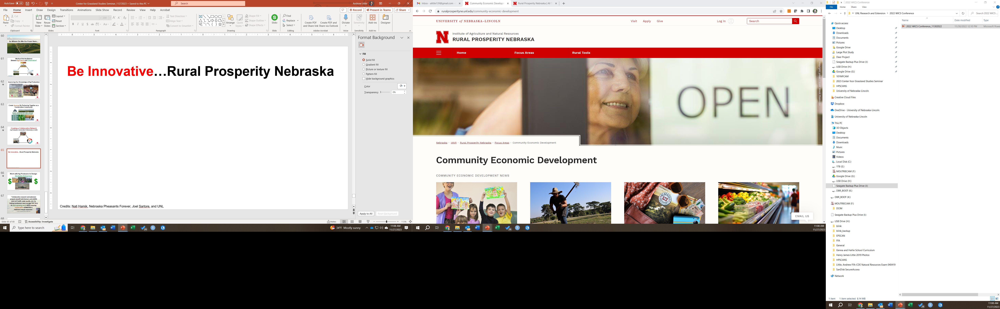 AutoSave Off
Center for Grassland Studies Seminar_11272023 • Saved to this PC
Search
Andrew Little
File Home Insert Draw Design Transitions Animations Slide Show Record Review View Help Acrobat
Record Present in Teams Share
Paste
Cut
Copy
Format Painter
New Slide
Reuse Slides
Layout
Reset
Section
200
Text Direction
Align Text
Convert to SmartArt
Arrange
Quick Styles
Shape Fill
Shape Outline
Shape Effects
Find
Replace
Select
Slido
Create PDF and Share link
Create PDF and Share via Outlook
Dictate
Sensitivity
Add-ins
Designer
Clipboard Slides Font Paragraph Drawing Editing Slido Adobe Acrobat Voice Sensitivity Add-ins
60
So Where Do We Go From Here...
61
We Must Find the Balance
Between Agriculture and Conservation!
62
Improving Our Knowledge of Ag Production
63
Create Synergy By Partnering Together as a
Conservation Community!
64
Creating a Collaborative Network
65
Be Innovative...Rural Prosperity Nebraska
66
Work with Ag Producers to Design
Stackable Enterprises
$ $
67
68
Be Innovative…Rural Prosperity Nebraska
Credits: Nati Hamik, Nebraska Pheasants Forever, Joel Sartore, and UNL
Format Background
Fill
Solid fill
Gradient fill
Picture or texture fill
Pattern fill
Hide background graphics
Color
Transparency 0%
Apply to All Reset Background
Slide 65 of 68 Accessibility: Investigate
Notes 113%
Type here to search
34°F Mostly sunny
11:08 AM
11/27/2023
Inbox - alittle139@gmail.com
Community Economic Developm
Rural Prosperity Nebraska | All T
ruralprosperityne.unl.edu/community-economic-development
UNIVERSITY of NEBRASKA–LINCOLN
Visit Apply Give
Log In
Search
Institute of Agriculture and Natural Resources
RURAL PROSPERITY NEBRASKA
Home Focus Areas Rural Tools
OPEN
Nebraska IANR Rural Prosperity Nebraska Focus Areas Community Economic Development
Community Economic Development
COMMUNITY ECONOMIC DEVELOPMENT NEWS
EMAIL US
26
11:08 AM
11/27/2023
2022 WICS Conference
File Home Share View
UNL Research and Extension > 2022 WICS Conference
Search 2022 WICS ...
Name Date modified Type
2022 WICS Conference_11302022 11/30/2022 12:10 PM Microsoft Powe
Quick access
Desktop
Downloads
Documents
Pictures
Google Drive
Large Plot Study
Deer Project
Seagate Backup Plus Drive (I:)
USB Drive (H:)
Google Drive (G:)
101MFCAM
2023 Center foor Grassland Studies Seminar
HPSCANS
University of Nebraska-Lincoln
Creative Cloud Files
Dropbox
OneDrive - University of Nebraska-Lincoln
University of Nebraska-Lincoln
This PC
3D Objects
Desktop
Documents
Downloads
Music
Pictures
Videos
Local Disk (C:)
1TB (E:)
MOUTRIECAM (F:)
Google Drive (G:)
USB Drive (H:)
Seagate Backup Plus Drive (I:)
DBR_BOOT (K:)
DBR_BOOT (K:)
MOUTRIECAM (F:)
DCIM
Seagate Backup Plus Drive (I:)
USB Drive (H:)
blink
blink_backup
EPSCAN
FFA
General
Genna and Hallie School Curriculum
Henry James Little 2019 Photos
HPSCANS
Little, Andrew FFA-CDE Natural Resources Exam 040419
SanDisk SecureAccess
Network
1 item 1 item selected 8.14 MB
26
11:08 AM
11/27/2023